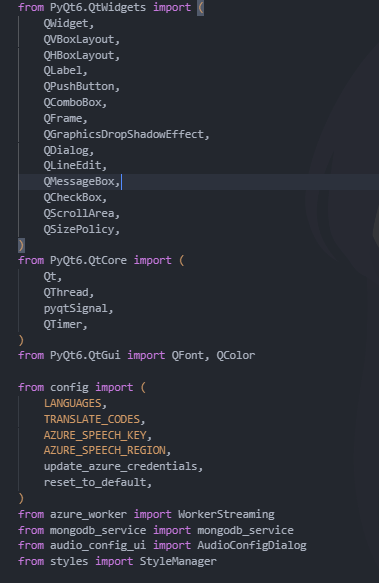 from PyQt6.QtWidgets import (
    QWidget,
    QVBoxLayout,
    QHBoxLayout,
    QLabel,
    QPushButton,
    QComboBox,
    QFrame,
    QGraphicsDropShadowEffect,
    QDialog,
    QLineEdit,
    QMessageBox,
    QCheckBox,
    QScrollArea,
    QSizePolicy,
)
from PyQt6.QtCore import (
    Qt,
    QThread,
    pyqtSignal,
    QTimer,
)
from PyQt6.QtGui import QFont, QColor

from config import (
    LANGUAGES,
    TRANSLATE_CODES,
    AZURE_SPEECH_KEY,
    AZURE_SPEECH_REGION,
    update_azure_credentials,
    reset_to_default,
)
from azure_worker import WorkerStreaming
from mongodb_service import mongodb_service
from audio_config_ui import AudioConfigDialog
from styles import StyleManager